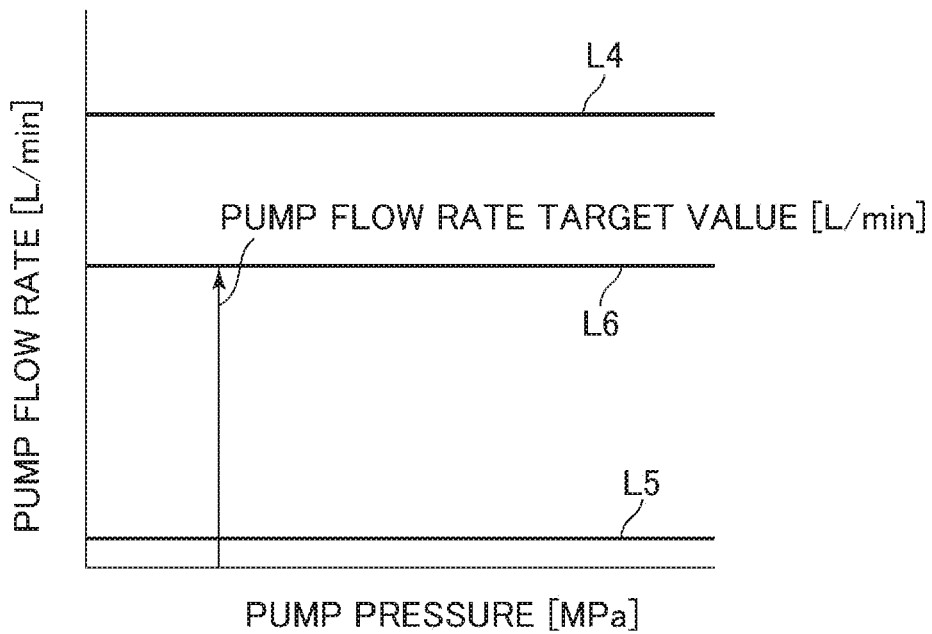 L4
PUMP FLOW RATE TARGET VALUE [L/min]
L6
L5
PUMP FLOW RATE [L/min]
PUMP PRESSURE [MPa]